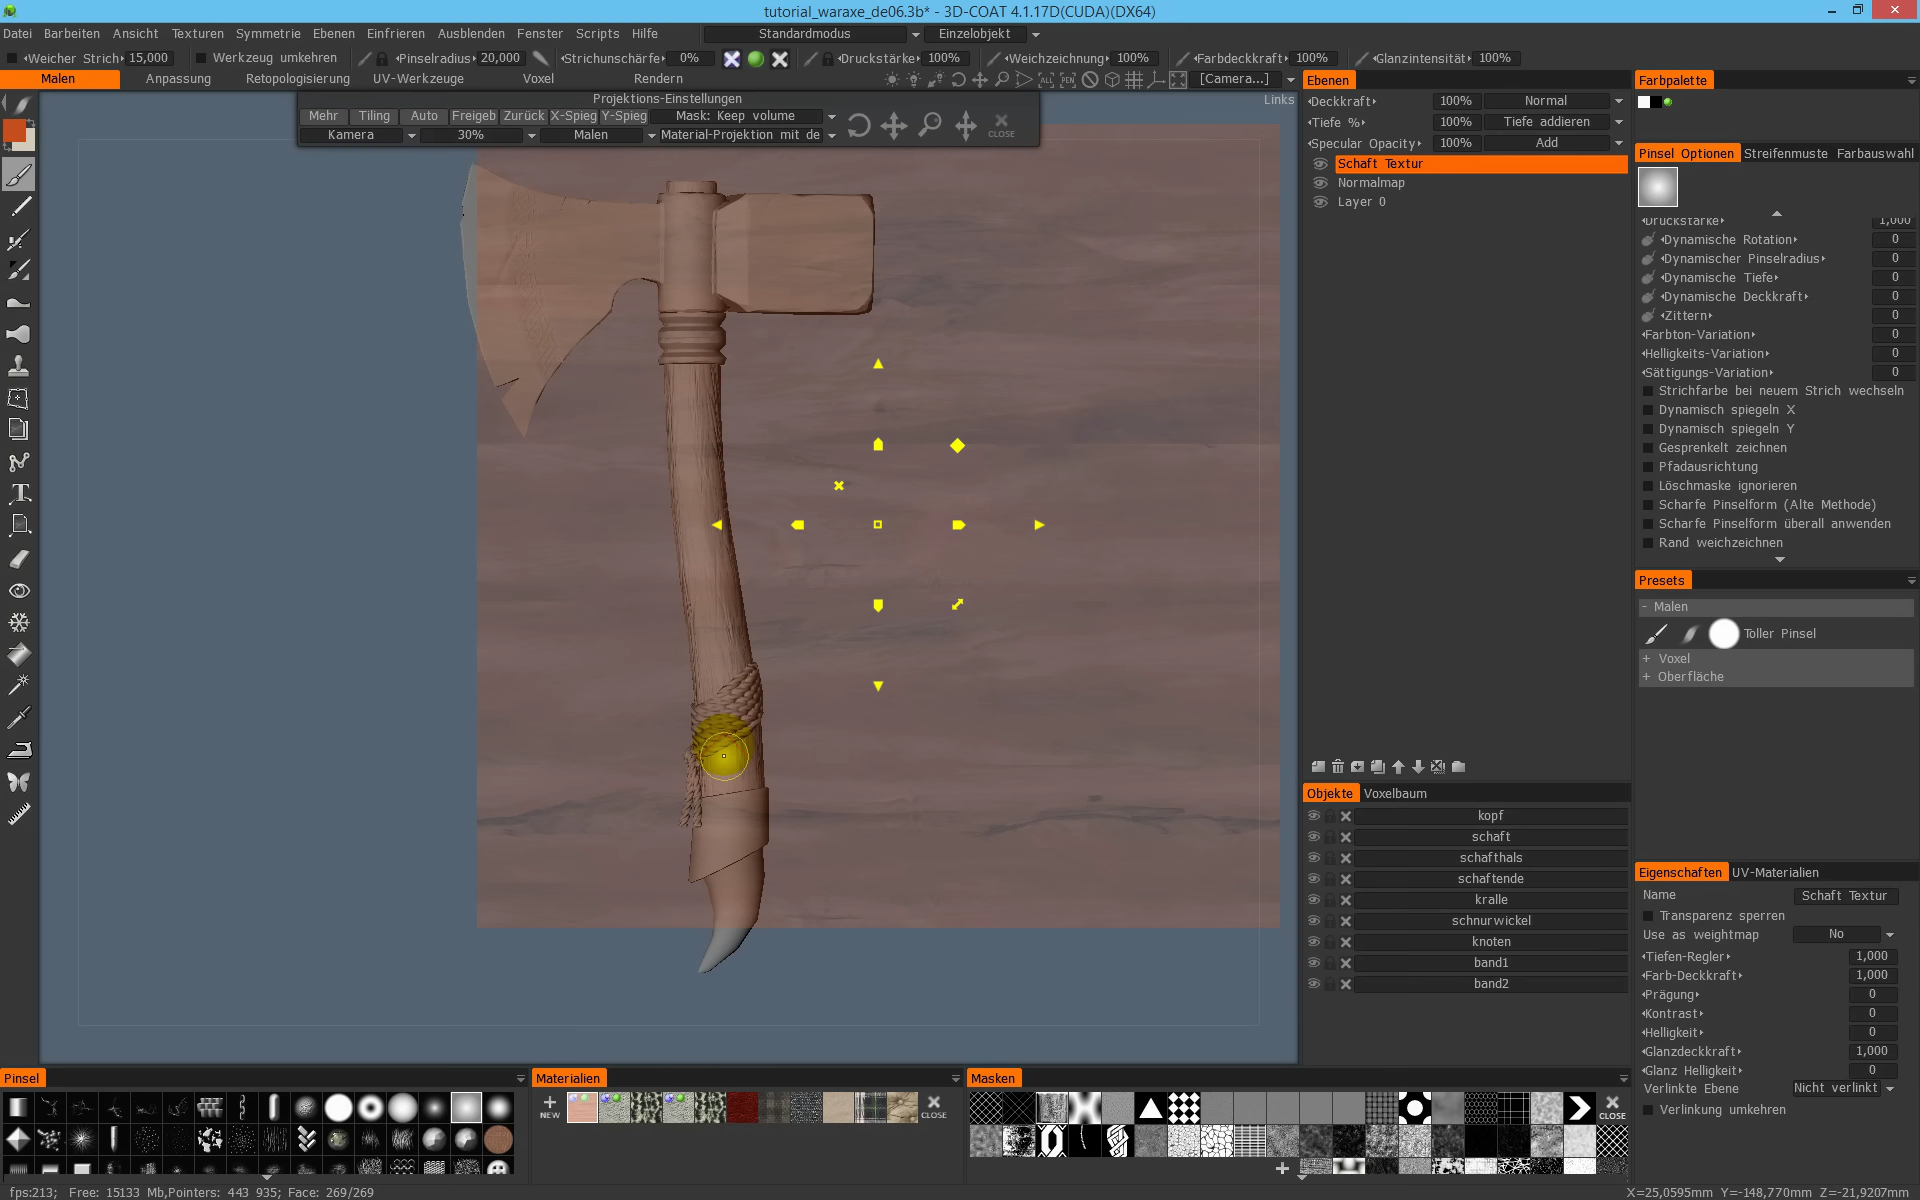 tutorial_waraxe_de06.3b* - 3D-COAT 4.1.17D(CUDA)(DX64)
Datei Bearbeiten Ansicht Texturen Symmetrie Ebenen Einfrieren Ausblenden Fenster Scripts Hilfe Standardmodus Einzelobjekt
Weicher Strich 15,000 Werkzeug umkehren Pinselradius 20,000 Strichunschärfe 0% Druckstärke 100% Weichzeichnung 100% Farbdeckkraft 100% Glanzintensität 100%
Malen Anpassung Retopologisierung UV-Werkzeuge Voxel Rendern [Camera...]
Projektions-Einstellungen
Mehr Tiling Auto Freigeb Zurück X-Spieg Y-Spieg Mask: Keep volume
Kamera 30% Malen Material-Projektion mit de CLOSE
Links
Ebenen
Deckkraft 100% Normal
Tiefe % 100% Tiefe addieren
Specular Opacity 100% Add
Schaft Textur
Normalmap
Layer 0
Objekte Voxelbaum
kopf
schaft
schafthals
schaftende
kralle
schnurwickel
knoten
band1
band2
Farbpalette
Pinsel Optionen Streifenmuste Farbauswahl
Druckstärke 1,000
Dynamische Rotation 0
Dynamischer Pinselradius 0
Dynamische Tiefe 0
Dynamische Deckkraft 0
Zittern 0
Farbton-Variation 0
Helligkeits-Variation 0
Sättigungs-Variation 0
Strichfarbe bei neuem Strich wechseln
Dynamisch spiegeln X
Dynamisch spiegeln Y
Gesprenkelt zeichnen
Pfadausrichtung
Löschmaske ignorieren
Scharfe Pinselform (Alte Methode)
Scharfe Pinselform überall anwenden
Rand weichzeichnen
Presets
- Malen
Toller Pinsel
+ Voxel
+ Oberfläche
Eigenschaften UV-Materialien
Name Schaft Textur
Transparenz sperren
Use as weightmap No
Tiefen-Regler 1,000
Farb-Deckkraft 1,000
Prägung 0
Kontrast 0
Helligkeit 0
Glanzdeckkraft 1,000
Glanz Helligkeit 0
Verlinkte Ebene Nicht verlinkt
Verlinkung umkehren
Pinsel
Materialien
NEW
CLOSE
Masken
CLOSE
fps:213; Free: 15133 Mb,Pointers: 443 935; Face: 269/269
X=25,0595mm Y=-148,770mm Z=-21,9207mm